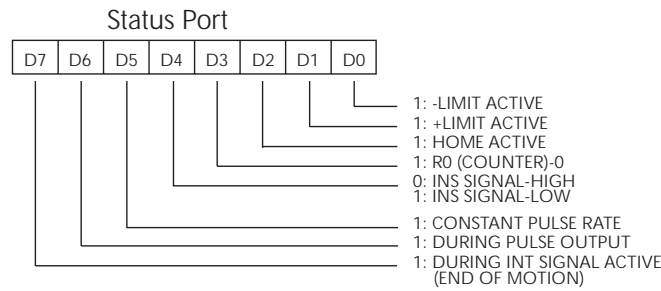 Status Port
D7 D6 D5 D4 D3 D2 D1 D0
1: -LIMIT ACTIVE
1: +LIMIT ACTIVE
1: HOME ACTIVE
1: R0 (COUNTER)-0
0: INS SIGNAL-HIGH
1: INS SIGNAL-LOW
1: CONSTANT PULSE RATE
1: DURING PULSE OUTPUT
1: DURING INT SIGNAL ACTIVE
(END OF MOTION)